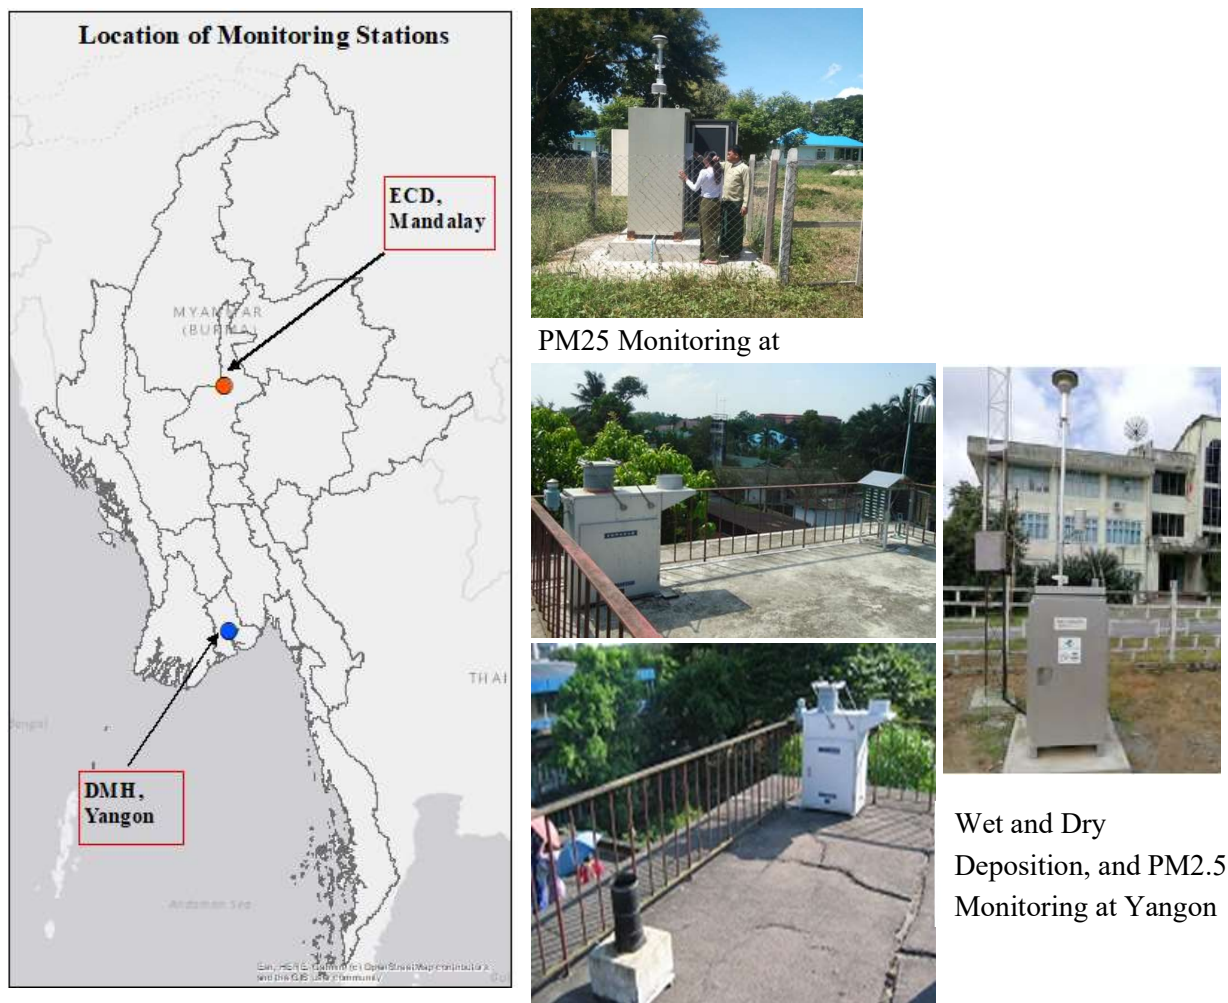 Location of Monitoring Stations
ECD,
Mandalay
MYANMAR
(BURMA)
THAI
Andaman Sea
DMH,
Yangon
PM25 Monitoring at
Wet and Dry
Deposition, and PM2.5
Monitoring at Yangon